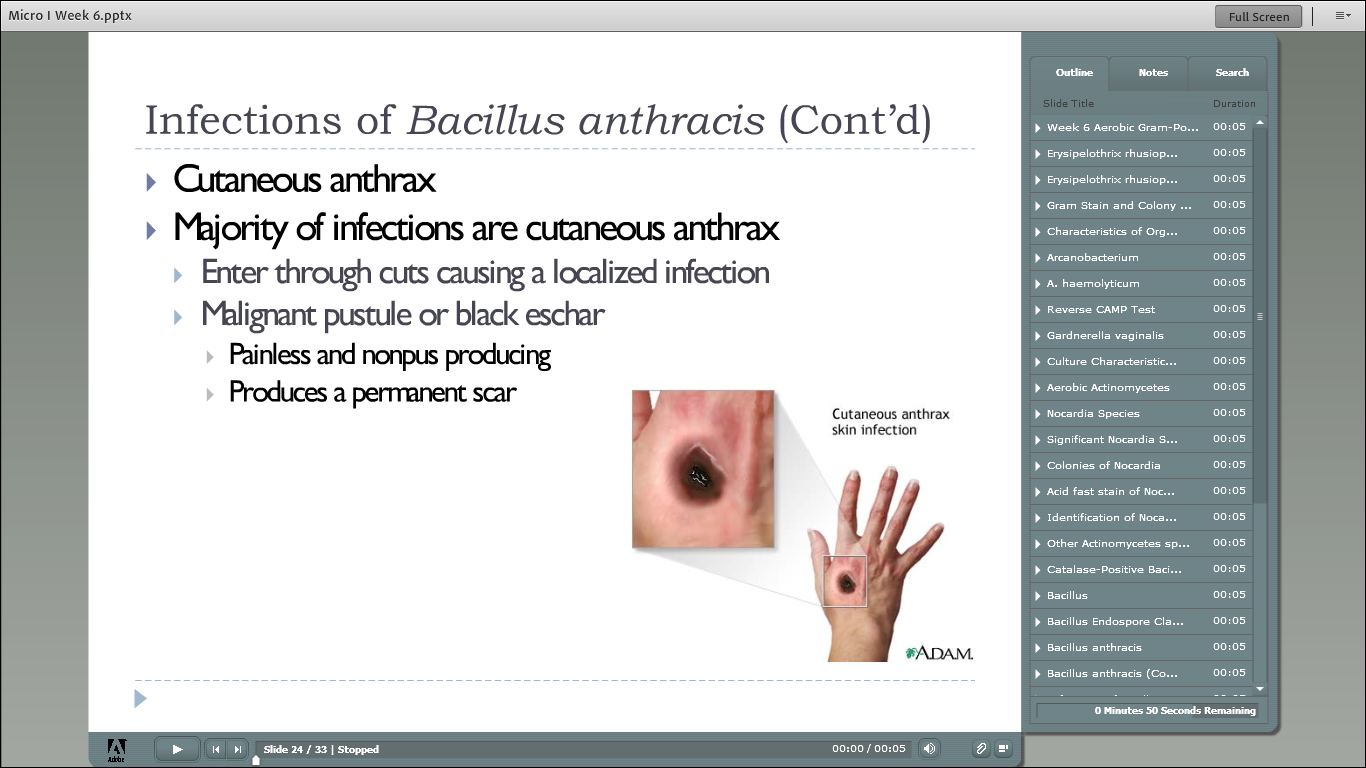 Micro I Week 6.pptx
Full Screen
Infections of Bacillus anthracis (Cont’d)
Cutaneous anthrax
Majority of infections are cutaneous anthrax
Enter through cuts causing a localized infection
Malignant pustule or black eschar
Painless and nonpus producing
Produces a permanent scar
Cutaneous anthrax
skin infection
ADAM.
Outline Notes Search
Slide Title Duration
Week 6 Aerobic Gram-Po... 00:05
Erysipelothrix rhusiop... 00:05
Erysipelothrix rhusiop... 00:05
Gram Stain and Colony ... 00:05
Characteristics of Org... 00:05
Arcanobacterium 00:05
A. haemolyticum 00:05
Reverse CAMP Test 00:05
Gardnerella vaginalis 00:05
Culture Characteristic... 00:05
Aerobic Actinomycetes 00:05
Nocardia Species 00:05
Significant Nocardia S... 00:05
Colonies of Nocardia 00:05
Acid fast stain of Noc... 00:05
Identification of Noca... 00:05
Other Actinomycetes sp... 00:05
Catalase-Positive Baci... 00:05
Bacillus 00:05
Bacillus Endospore Cla... 00:05
Bacillus anthracis 00:05
Bacillus anthracis (Co... 00:05
0 Minutes 50 Seconds Remaining
Adobe
Slide 24 / 33 | Stopped
00:00 / 00:05